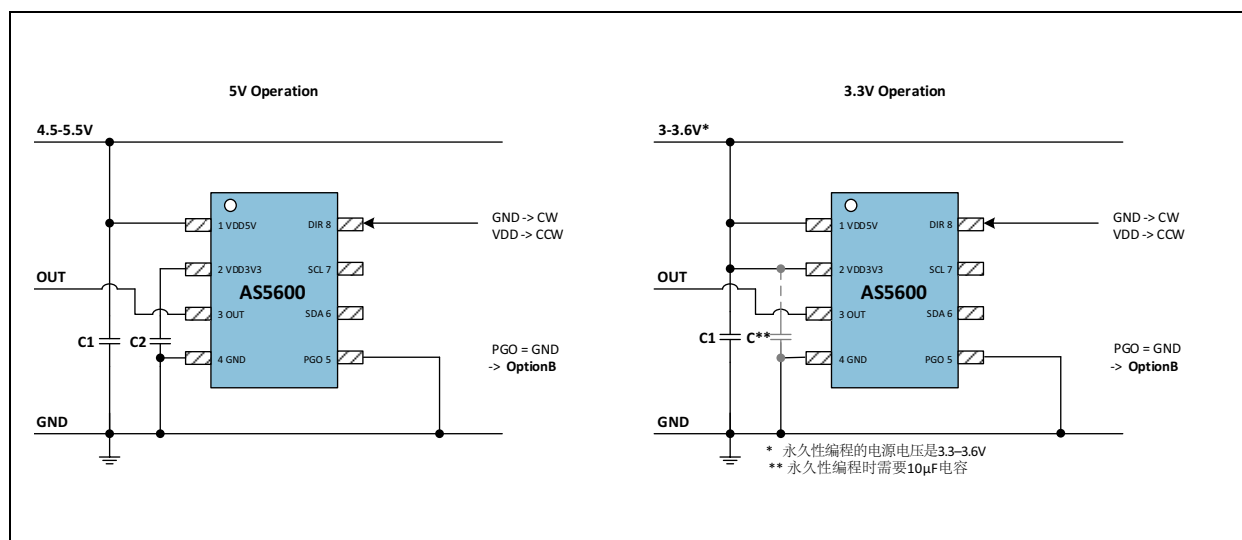 5V Operation
4.5-5.5V
1 VDD5V
DIR 8
GND -> CW
VDD -> CCW
2 VDD3V3
SCL 7
OUT
AS5600
3 OUT
SDA 6
C1
C2
4 GND
PGO 5
PGO = GND
-> OptionB
GND
3.3V Operation
3-3.6V*
1 VDD5V
DIR 8
GND -> CW
VDD -> CCW
2 VDD3V3
SCL 7
OUT
AS5600
3 OUT
SDA 6
C1
C**
4 GND
PGO 5
PGO = GND
-> OptionB
GND
* 永久性编程的电源电压是3.3–3.6V
** 永久性编程时需要10µF电容